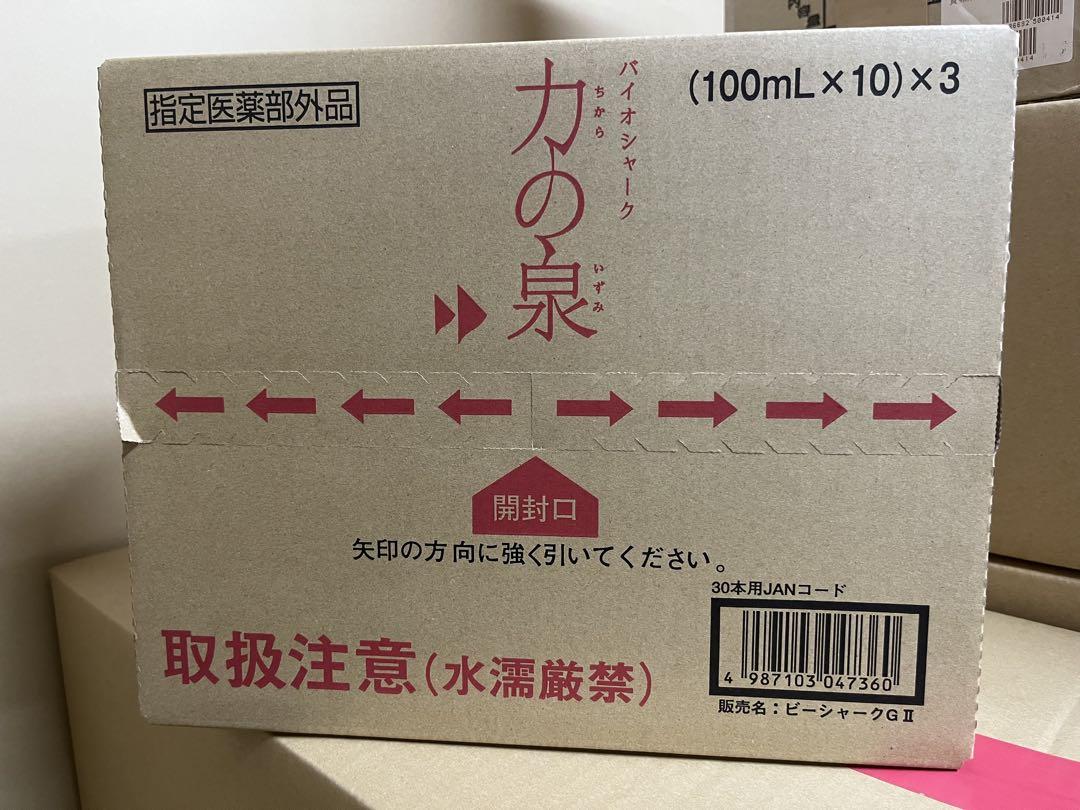 指定医薬部外品
バイオシャーク
力の泉
ちから
いずみ
(100mL×10)×3
開封口
矢印の方向に強く引いてください。
取扱注意(水濡厳禁)
30本用JANコード
4 987103 047360
販売名：ビーシャークGⅡ
内容量